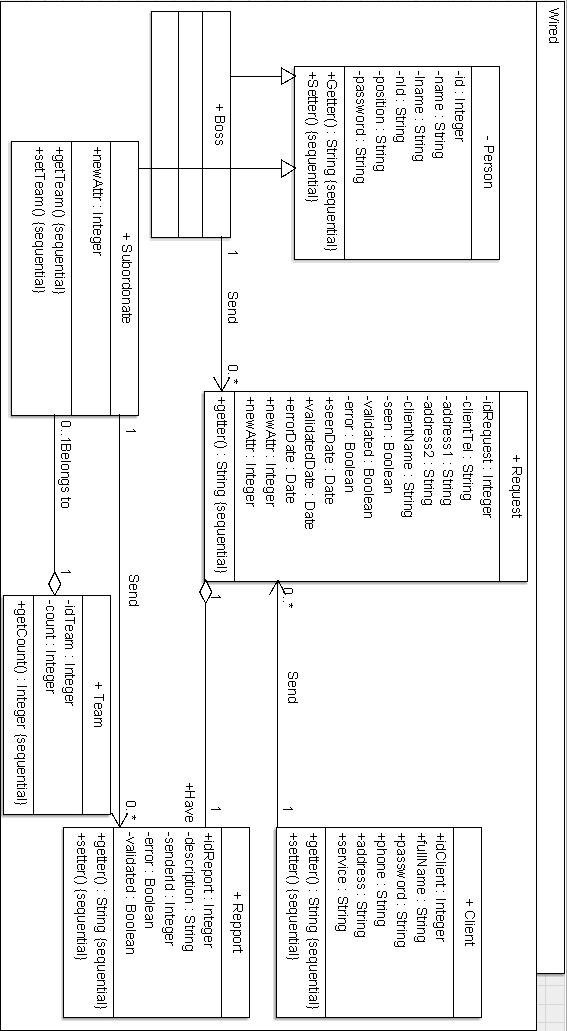 Wired
- Person
-id : Integer
-name : String
-lname : String
-nId : String
-position : String
-password : String
+Getter() : String {sequential}
+Setter() {sequential}
+ Request
-idRequest : Integer
-clientTel : String
-address1 : String
-address2 : String
-clientName : String
-seen : Boolean
-validated : Boolean
-error : Boolean
+seenDate : Date
+validatedDate : Date
+errorDate : Date
+newAttr : Integer
+newAttr : Integer
+getter() : String {sequential}
+ Client
+idClient : Integer
+fullName : String
+password : String
+phone : String
+address : String
+service : String
+getter() : String {sequential}
+setter() {sequential}
0..*
Send
1
+ Boss
1
Send
0..*
1
1
+Have
+ Repport
+idReport : Integer
-description : String
-senderId : Integer
-error : Boolean
-validated : Boolean
+getter() : String {sequential}
+setter() {sequential}
+ Subordonate
+newAttr : Integer
+getTeam() {sequential}
+setTeam() {sequential}
1
Send
0..*
0..1Belongs to
1
+ Team
-idTeam : Integer
-count : Integer
+getCount() : Integer {sequential}